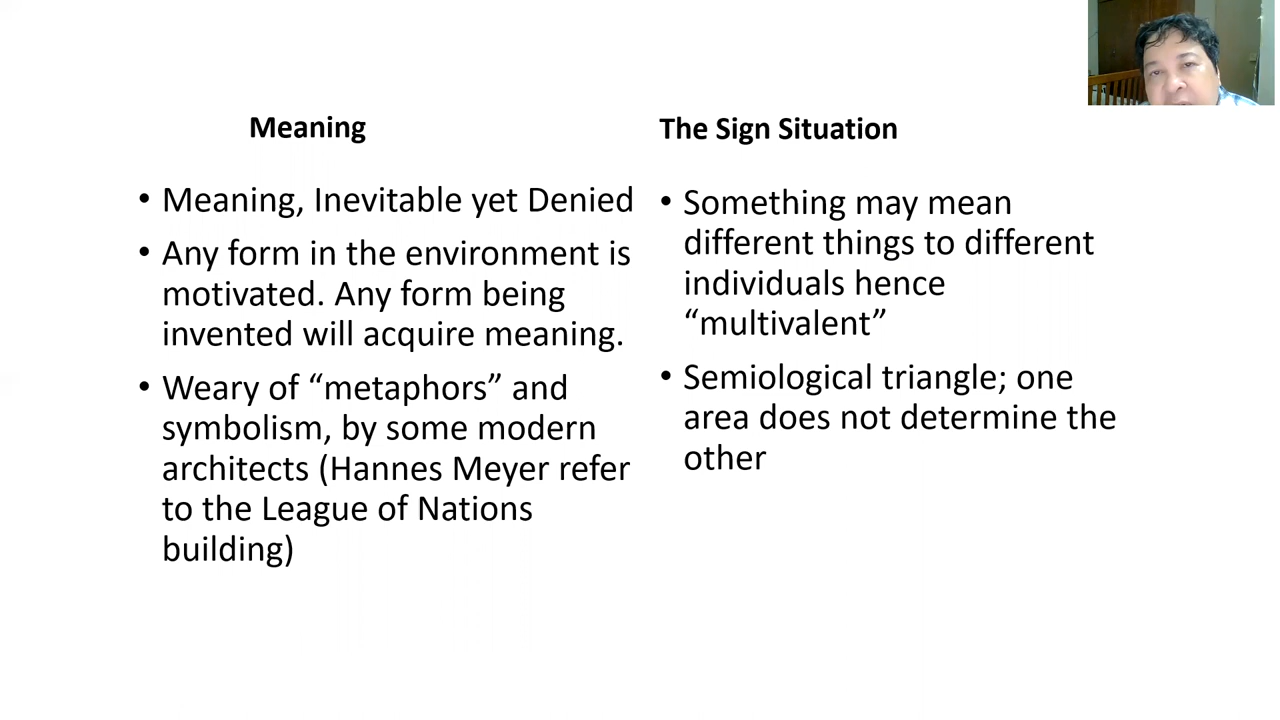 Meaning
• Meaning, Inevitable yet Denied
• Any form in the environment is
motivated. Any form being
invented will acquire meaning.
• Weary of “metaphors” and
symbolism, by some modern
architects (Hannes Meyer refer
to the League of Nations
building)
The Sign Situation
• Something may mean
different things to different
individuals hence
“multivalent”
• Semiological triangle; one
area does not determine the
other